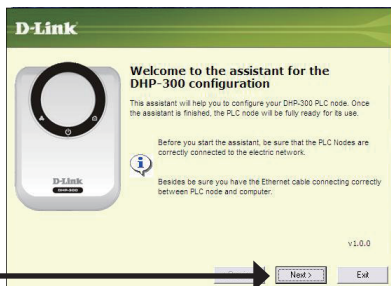 D-Link
Welcome to the assistant for the
DHP-300 configuration
This assistant will help you to configure your DHP-300 PLC node. Once
the assistant is finished, the PLC node will be fully ready for its use.
Before you start the assistant, be sure that the PLC Nodes are
correctly connected to the electric network.
Besides be sure you have the Ethernet cable connecting correctly
between PLC node and computer.
D-Link
DHP-300
v1.0.0
Next >
Exit